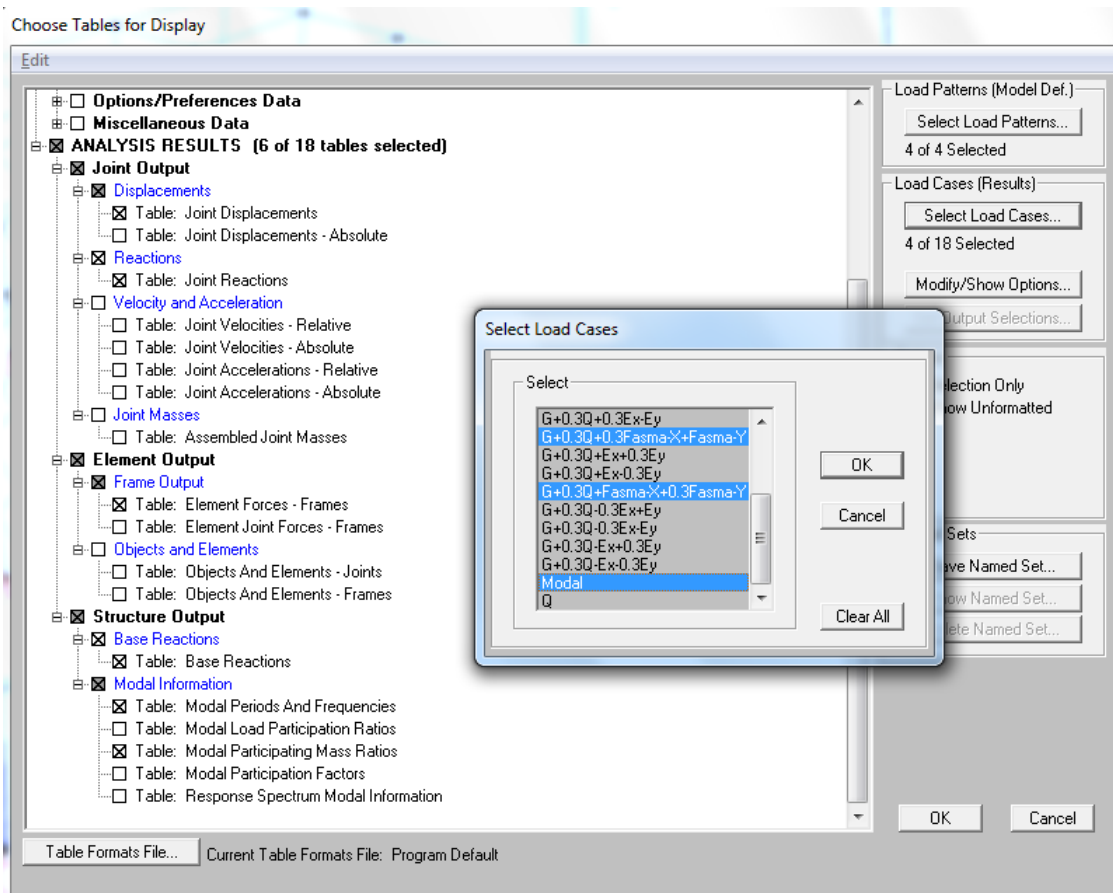 Choose Tables for Display
Edit
Options/Preferences Data
Miscellaneous Data
ANALYSIS RESULTS (6 of 18 tables selected)
Joint Output
Displacements
Table: Joint Displacements
Table: Joint Displacements - Absolute
Reactions
Table: Joint Reactions
Velocity and Acceleration
Table: Joint Velocities - Relative
Table: Joint Velocities - Absolute
Table: Joint Accelerations - Relative
Table: Joint Accelerations - Absolute
Joint Masses
Table: Assembled Joint Masses
Element Output
Frame Output
Table: Element Forces - Frames
Table: Element Joint Forces - Frames
Objects and Elements
Table: Objects And Elements - Joints
Table: Objects And Elements - Frames
Structure Output
Base Reactions
Table: Base Reactions
Modal Information
Table: Modal Periods And Frequencies
Table: Modal Load Participation Ratios
Table: Modal Participating Mass Ratios
Table: Modal Participation Factors
Table: Response Spectrum Modal Information
Table Formats File...
Current Table Formats File: Program Default
Load Patterns (Model Def.)
Select Load Patterns...
4 of 4 Selected
Load Cases (Results)
Select Load Cases...
4 of 18 Selected
Modify/Show Options...
Output Selections...
Only
Unformatted
Sets
Named Set...
Named Set...
Named Set...
OK
Cancel
Select Load Cases
Select
G+0.3Q+0.3Ex-Ey
G+0.3Q+0.3Fasma-X+Fasma-Y
G+0.3Q+Ex+0.3Ey
G+0.3Q+Ex-0.3Ey
G+0.3Q+Fasma-X+0.3Fasma-Y
G+0.3Q-0.3Ex+Ey
G+0.3Q-0.3Ex-Ey
G+0.3Q-Ex+0.3Ey
G+0.3Q-Ex-0.3Ey
Modal
Q
OK
Cancel
Clear All